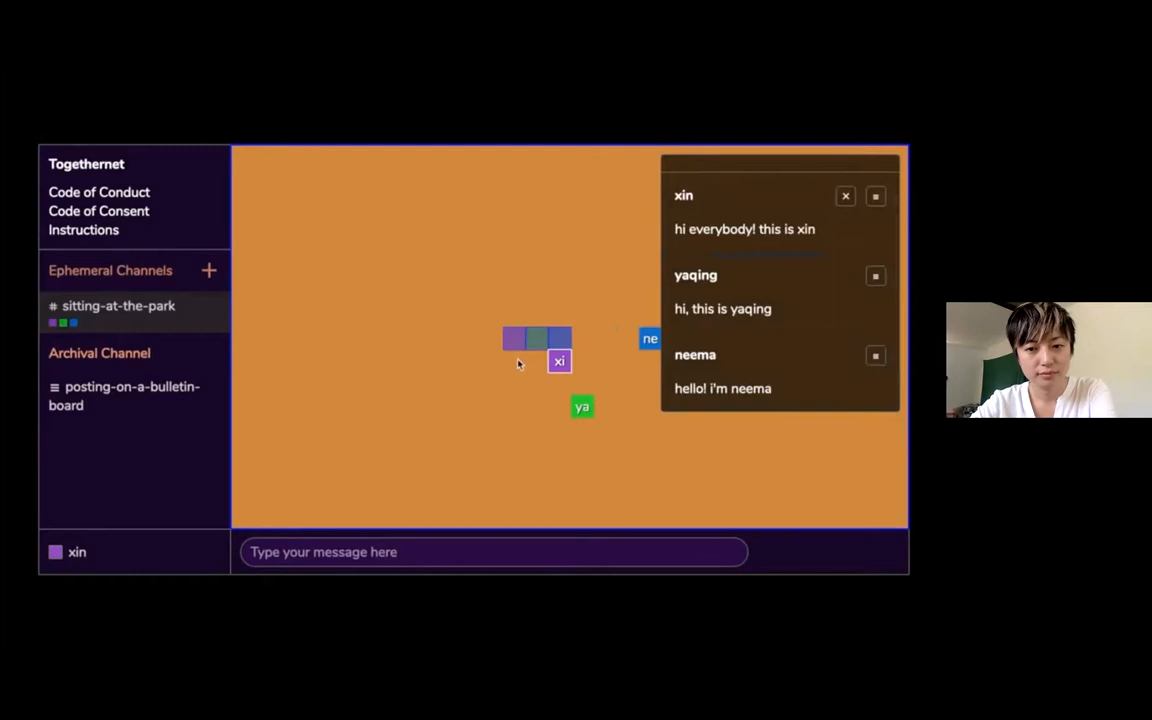 Togethernet
Code of Conduct
Code of Consent
Instructions
Ephemeral Channels +
# sitting-at-the-park
Archival Channel
posting-on-a-bulletin-
board
xin
Type your message here
xi
ya
ne
xin
hi everybody! this is xin
yaqing
hi, this is yaqing
neema
hello! i'm neema